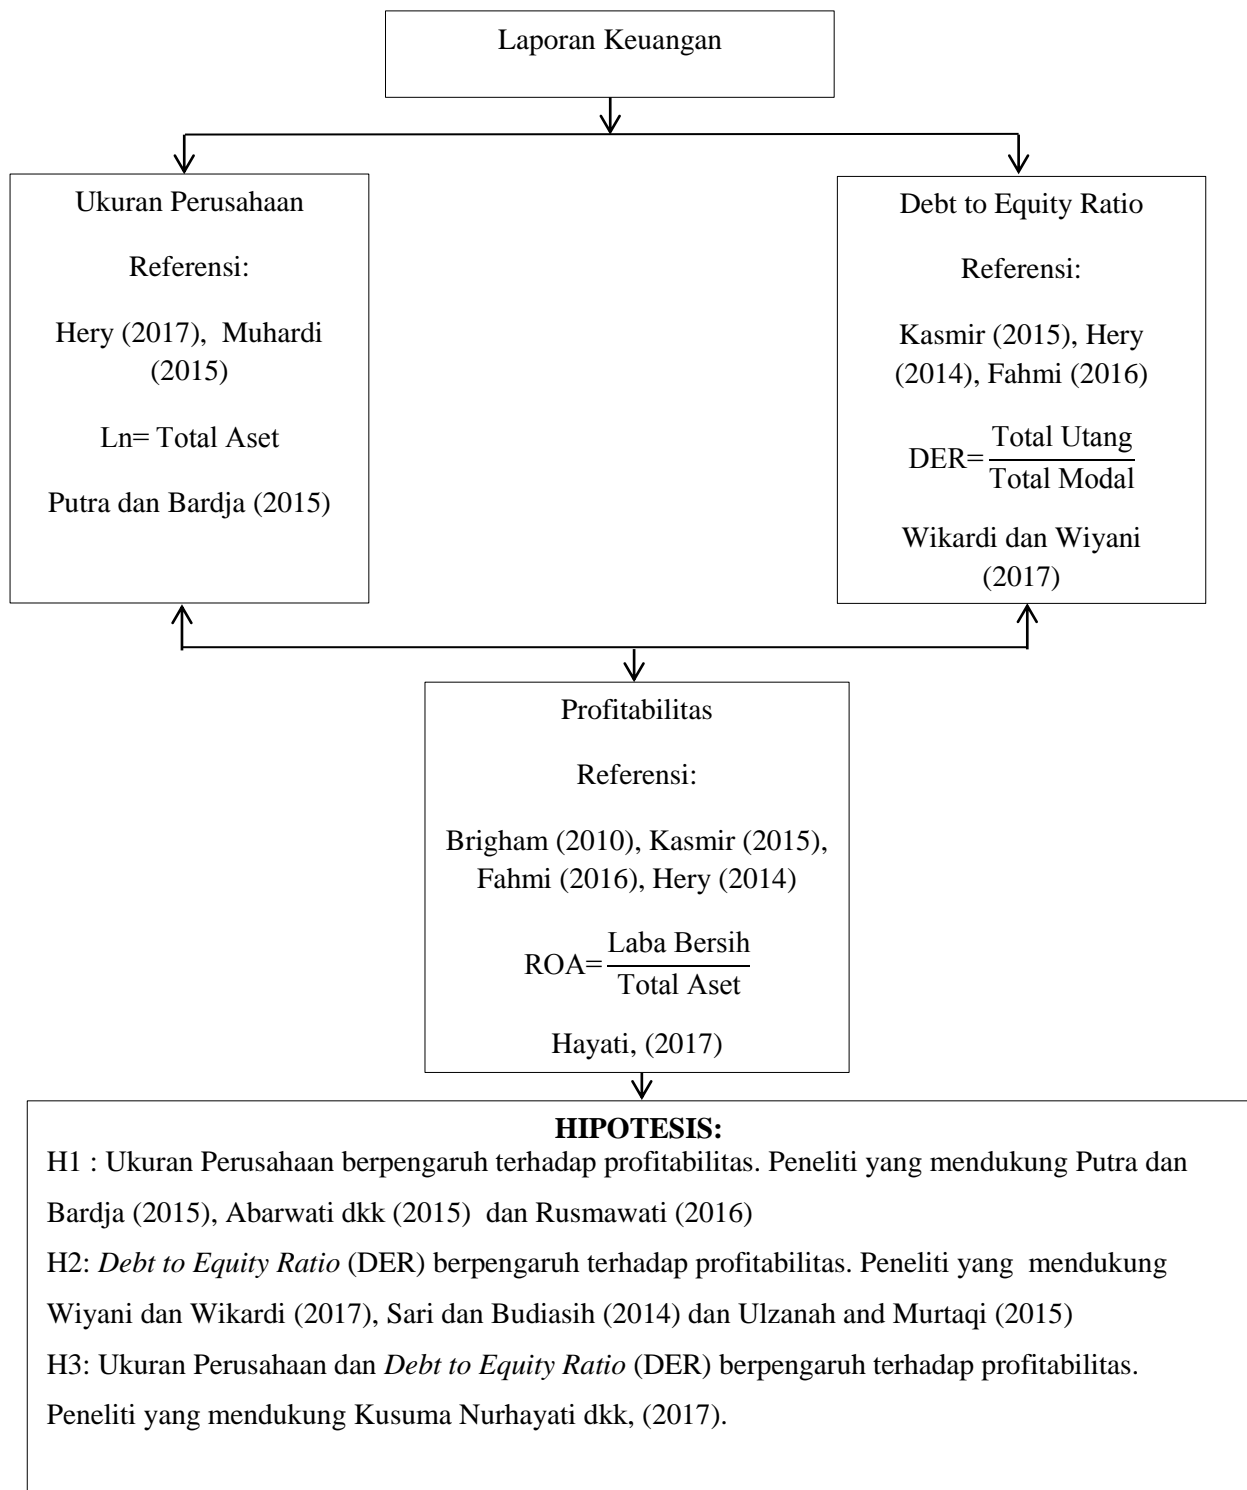 Laporan Keuangan
Ukuran Perusahaan
Referensi:
Hery (2017),  Muhardi
(2015)
Ln= Total Aset
Putra dan Bardja (2015)
Debt to Equity Ratio
Referensi:
Kasmir (2015), Hery
(2014), Fahmi (2016)
DER=
Total Utang
Total Modal
Wikardi dan Wiyani
(2017)
Profitabilitas
Referensi:
Brigham (2010), Kasmir (2015),
Fahmi (2016), Hery (2014)
ROA=
Laba Bersih
Total Aset
Hayati, (2017)
HIPOTESIS:
H1 : Ukuran Perusahaan berpengaruh terhadap profitabilitas. Peneliti yang mendukung Putra dan
Bardja (2015), Abarwati dkk (2015)  dan Rusmawati (2016)
H2: Debt to Equity Ratio (DER) berpengaruh terhadap profitabilitas. Peneliti yang  mendukung
Wiyani dan Wikardi (2017), Sari dan Budiasih (2014) dan Ulzanah and Murtaqi (2015)
H3: Ukuran Perusahaan dan Debt to Equity Ratio (DER) berpengaruh terhadap profitabilitas.
Peneliti yang mendukung Kusuma Nurhayati dkk, (2017).